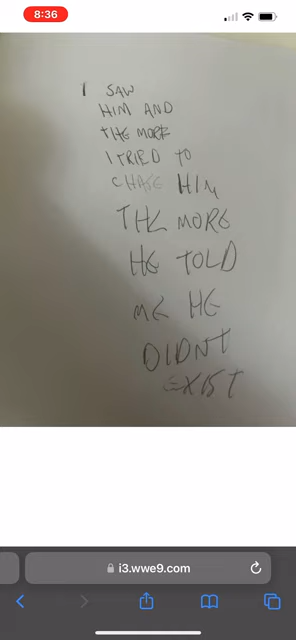 8:36
I SAW
HIM AND
THE MORE
I TRIED TO
CHASE HIM
THE MORE
HE TOLD
ME HE
DIDNT
EXIST
i3.wwe9.com